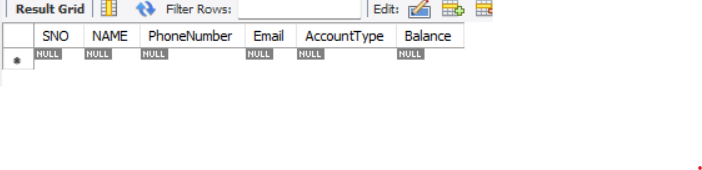 Result Grid Filter Rows: Edit:
SNO NAME PhoneNumber Email AccountType Balance
NULL NULL NULL NULL NULL NULL